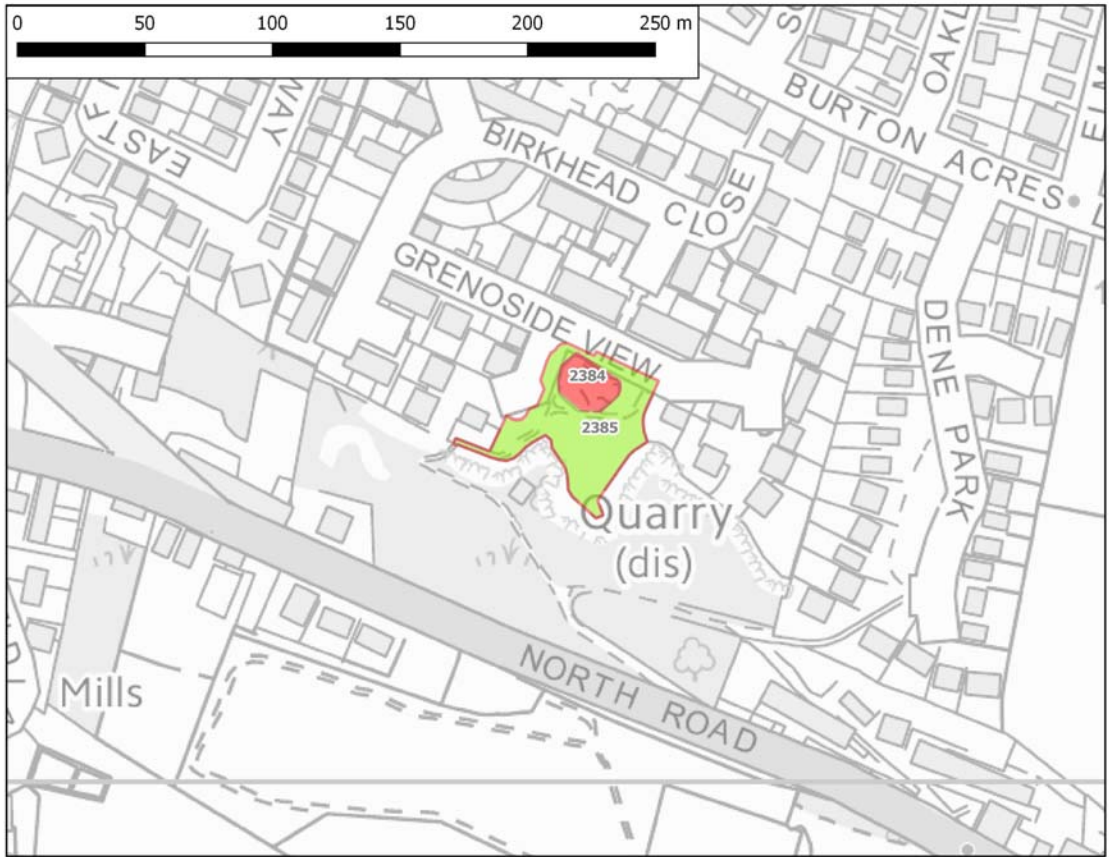 0 50 100 150 200 250 m
BURTON ACRES
BIRKHEAD CLOSE
GRENOSIDE VIEW
2384
2385
DENE PARK
Quarry
(dis)
NORTH ROAD
Mills